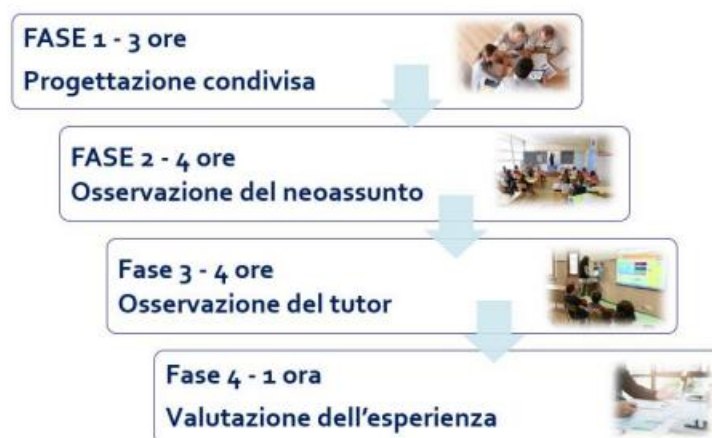 FASE 1 - 3 ore
Progettazione condivisa
FASE 2 - 4 ore
Osservazione del neoassunto
Fase 3 - 4 ore
Osservazione del tutor
Fase 4 - 1 ora
Valutazione dell'esperienza